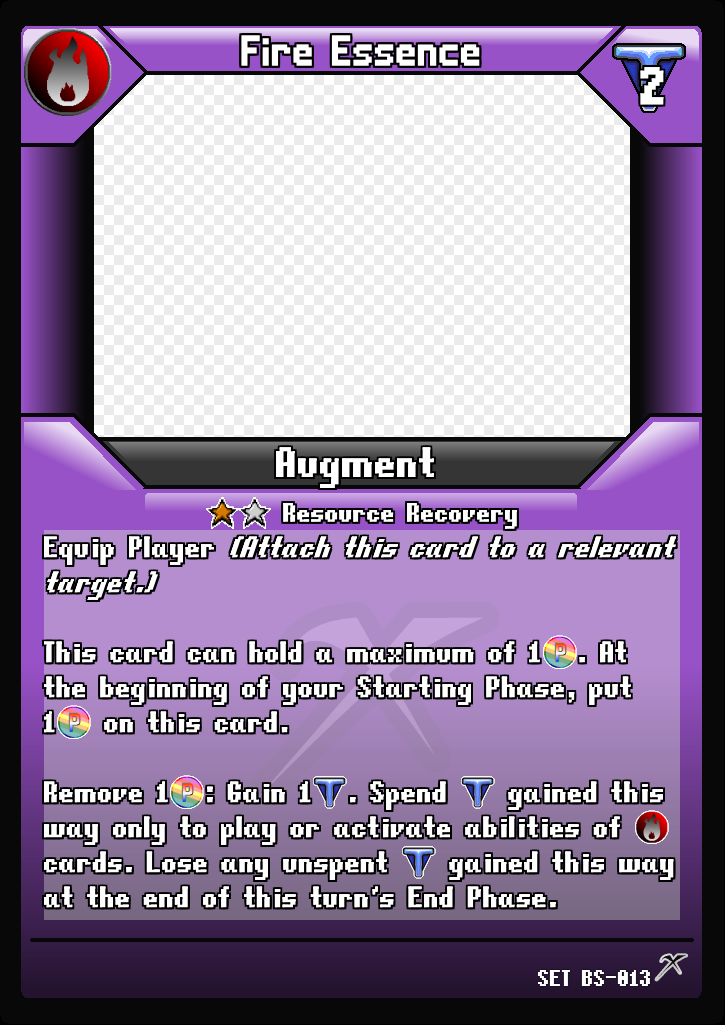 Fire Essence
2
Augment
Resource Recovery
Equip Player (Attach this card to a relevant
target.)
This card can hold a maximum of 1P. At
the beginning of your Starting Phase, put
1P on this card.
Remove 1P: Gain 1T. Spend T gained this
way only to play or activate abilities of
cards. Lose any unspent T gained this way
at the end of this turn's End Phase.
SET BS-013